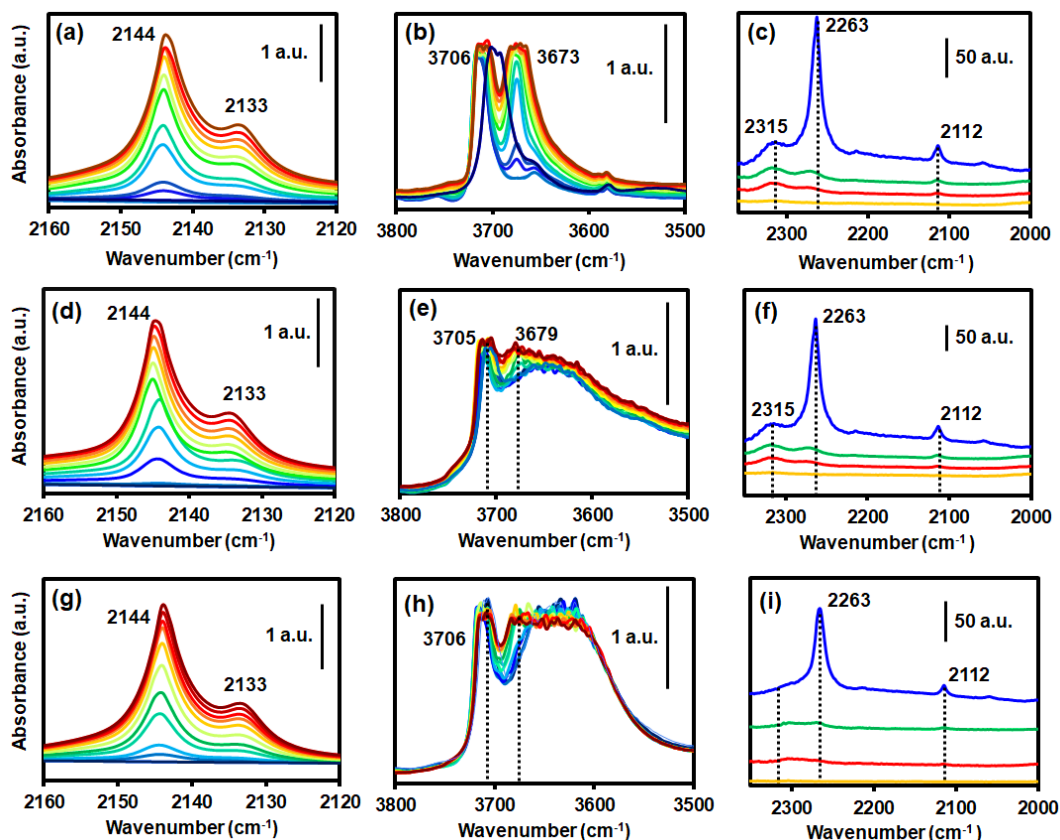 (a) 2144 2133 1 a.u.
(b) 3706 3673 1 a.u.
(c) 2263 50 a.u. 2315 2112
Absorbance (a.u.)
2160 2150 2140 2130 2120
3800 3700 3600 3500
2300 2200 2100 2000
Wavenumber (cm-1) Wavenumber (cm-1) Wavenumber (cm-1)
(d) 2144 2133 1 a.u.
(e) 3705 3679 1 a.u.
(f) 2263 50 a.u. 2315 2112
Absorbance (a.u.)
2160 2150 2140 2130 2120
3800 3700 3600 3500
2300 2200 2100 2000
Wavenumber (cm-1) Wavenumber (cm-1) Wavenumber (cm-1)
(g) 2144 2133 1 a.u.
(h) 3706 1 a.u.
(i) 2263 50 a.u. 2112
Absorbance (a.u.)
2160 2150 2140 2130 2120
3800 3700 3600 3500
2300 2200 2100 2000
Wavenumber (cm-1) Wavenumber (cm-1) Wavenumber (cm-1)